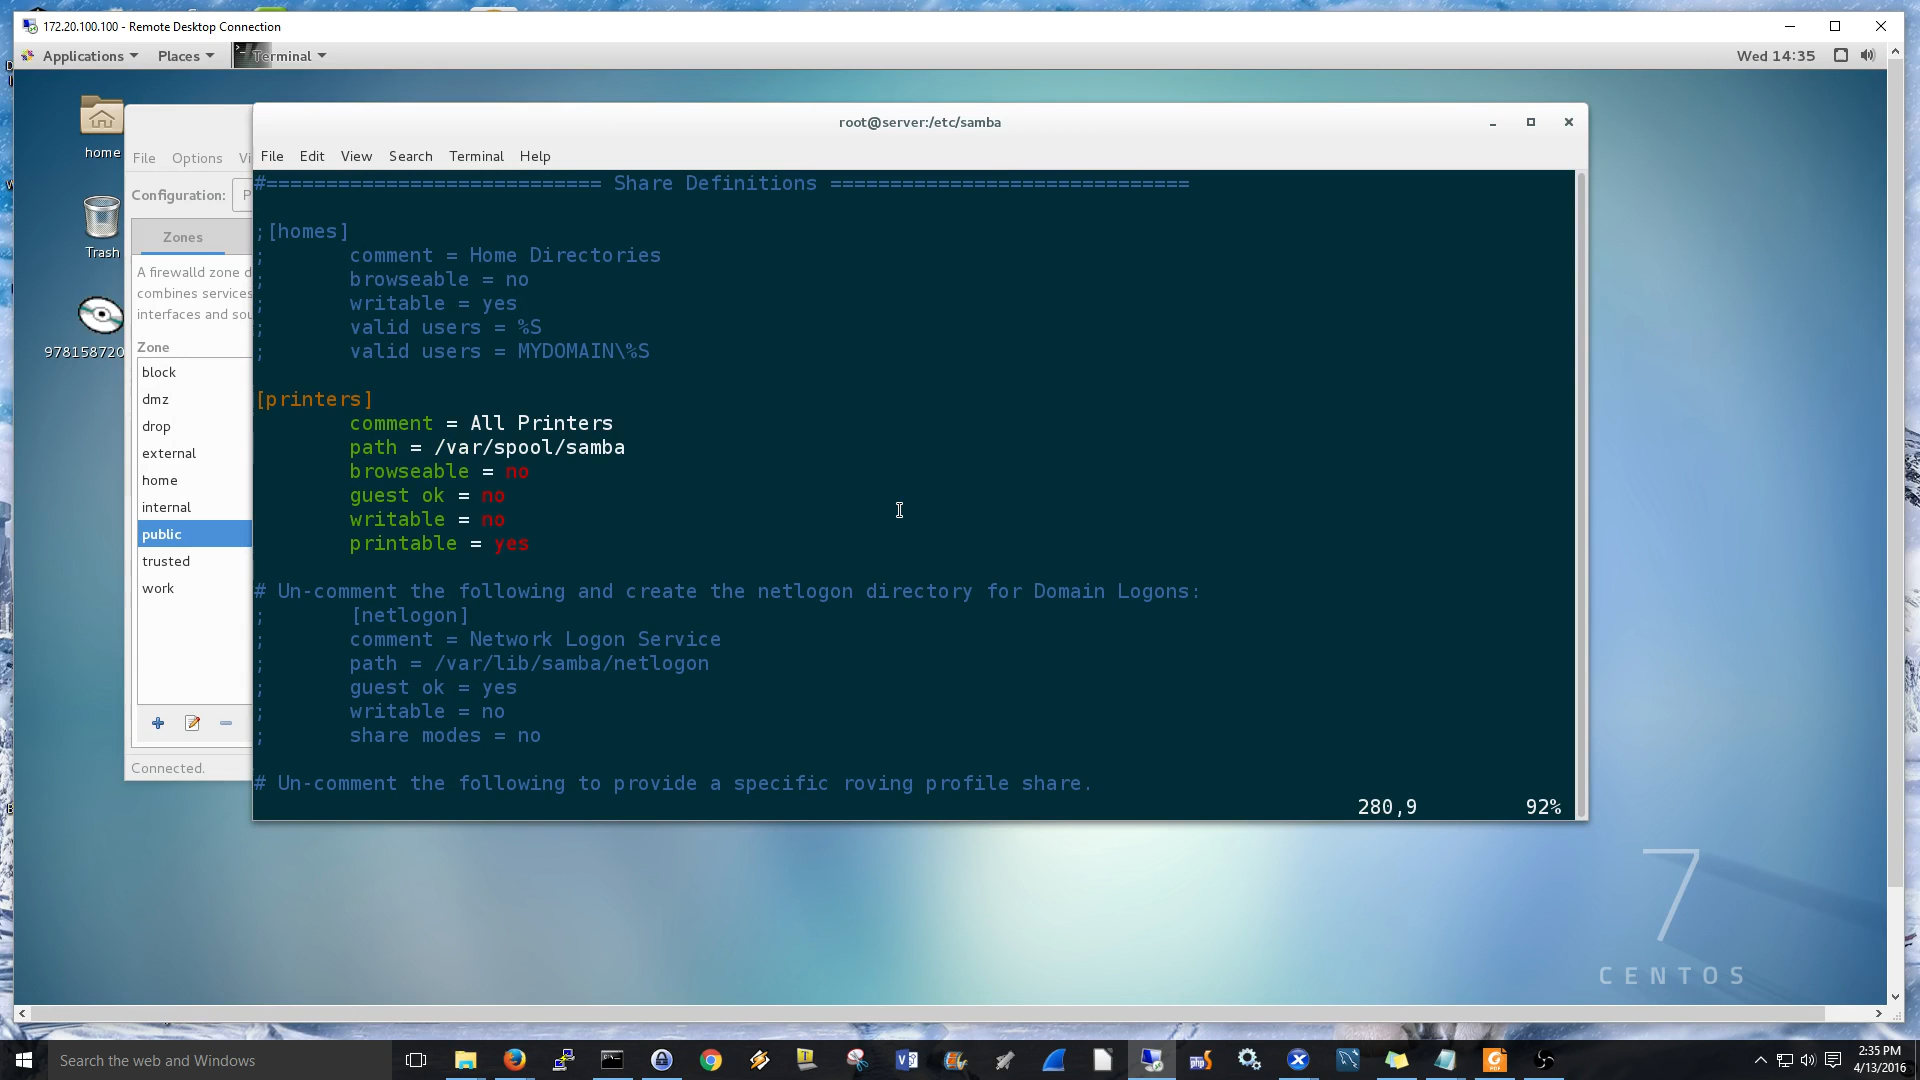 172.20.100.100 - Remote Desktop Connection
Applications Places Terminal Wed 14:35
home
Trash
978158720
File Options Vi
Configuration: P
Zones
A firewalld zone d
combines services
interfaces and sou
Zone
block
dmz
drop
external
home
internal
public
trusted
work
Connected.
root@server:/etc/samba
File Edit View Search Terminal Help
#============================ Share Definitions ==============================
;[homes]
; comment = Home Directories
; browseable = no
; writable = yes
; valid users = %S
; valid users = MYDOMAIN\%S
[printers]
comment = All Printers
path = /var/spool/samba
browseable = no
guest ok = no
writable = no
printable = yes
# Un-comment the following and create the netlogon directory for Domain Logons:
; [netlogon]
; comment = Network Logon Service
; path = /var/lib/samba/netlogon
; guest ok = yes
; writable = no
; share modes = no
# Un-comment the following to provide a specific roving profile share.
280,9 92%
7
CENTOS
Search the web and Windows
2:35 PM
4/13/2016